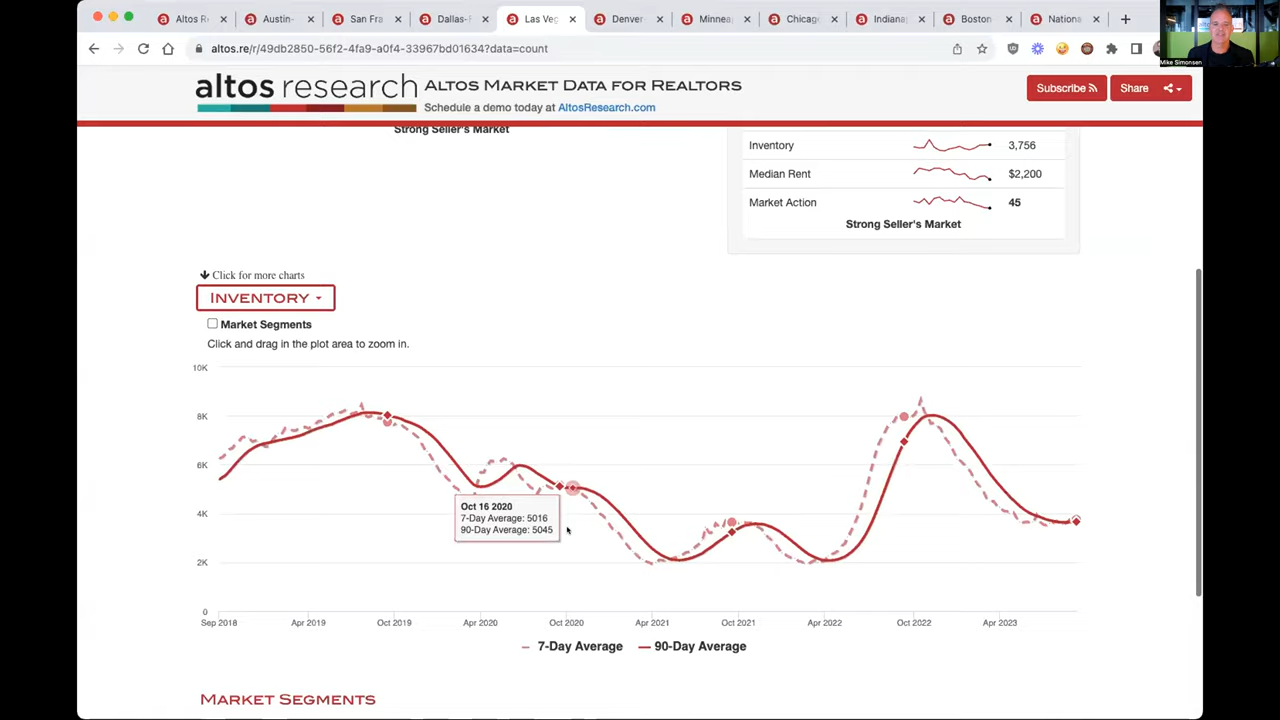 Altos R
Austin-
San Fra
Dallas-F
Las Veg
Denver
Minneap
Chicago
Indiana
Boston
Nationa
altos.re/r/49db2850-56f2-4fa9-a0f4-33967bd01634?data=count
Mike Simonsen
altos research
ALTOS MARKET DATA FOR REALTORS
Schedule a demo today at AltosResearch.com
Subscribe
Share
Strong Seller's Market
Inventory 3,756
Median Rent $2,200
Market Action 45
Strong Seller's Market
Click for more charts
INVENTORY
Market Segments
Click and drag in the plot area to zoom in.
10K
8K
6K
4K
2K
0
Oct 16 2020
7-Day Average: 5016
90-Day Average: 5045
Sep 2018 Apr 2019 Oct 2019 Apr 2020 Oct 2020 Apr 2021 Oct 2021 Apr 2022 Oct 2022 Apr 2023
7-Day Average 90-Day Average
MARKET SEGMENTS